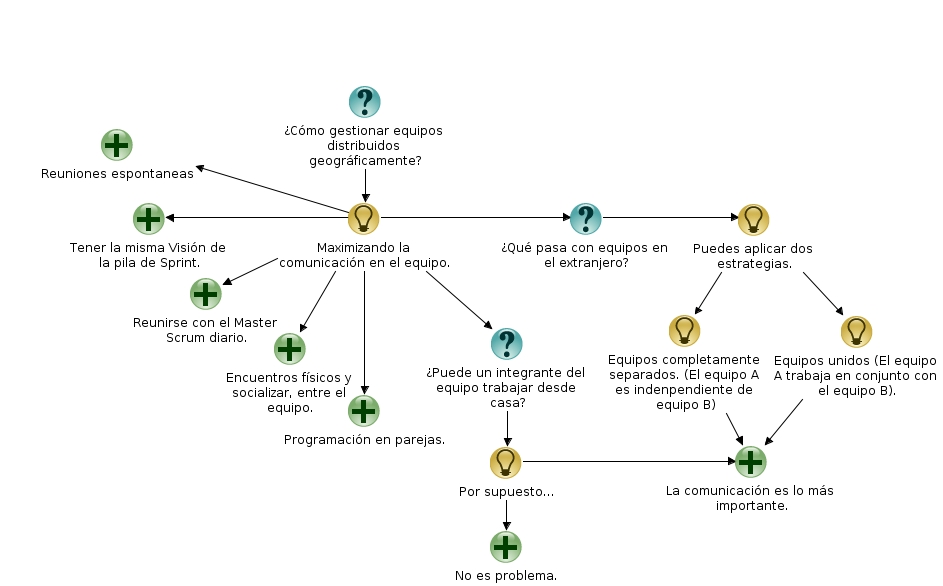 ¿Cómo gestionar equipos
distribuidos
geográficamente?
Reuniones espontaneas
Tener la misma Visión de
la pila de Sprint.
Maximizando la
comunicación en el equipo.
¿Qué pasa con equipos en
el extranjero?
Puedes aplicar dos
estrategias.
Reunirse con el Master
Scrum diario.
Encuentros físicos y
socializar, entre el
equipo.
Programación en parejas.
¿Puede un integrante del
equipo trabajar desde
casa?
Equipos completamente
separados. (El equipo A
es indenpendiente de
equipo B)
Equipos unidos (El equipo
A trabaja en conjunto con
el equipo B).
Por supuesto...
La comunicación es lo más
importante.
No es problema.